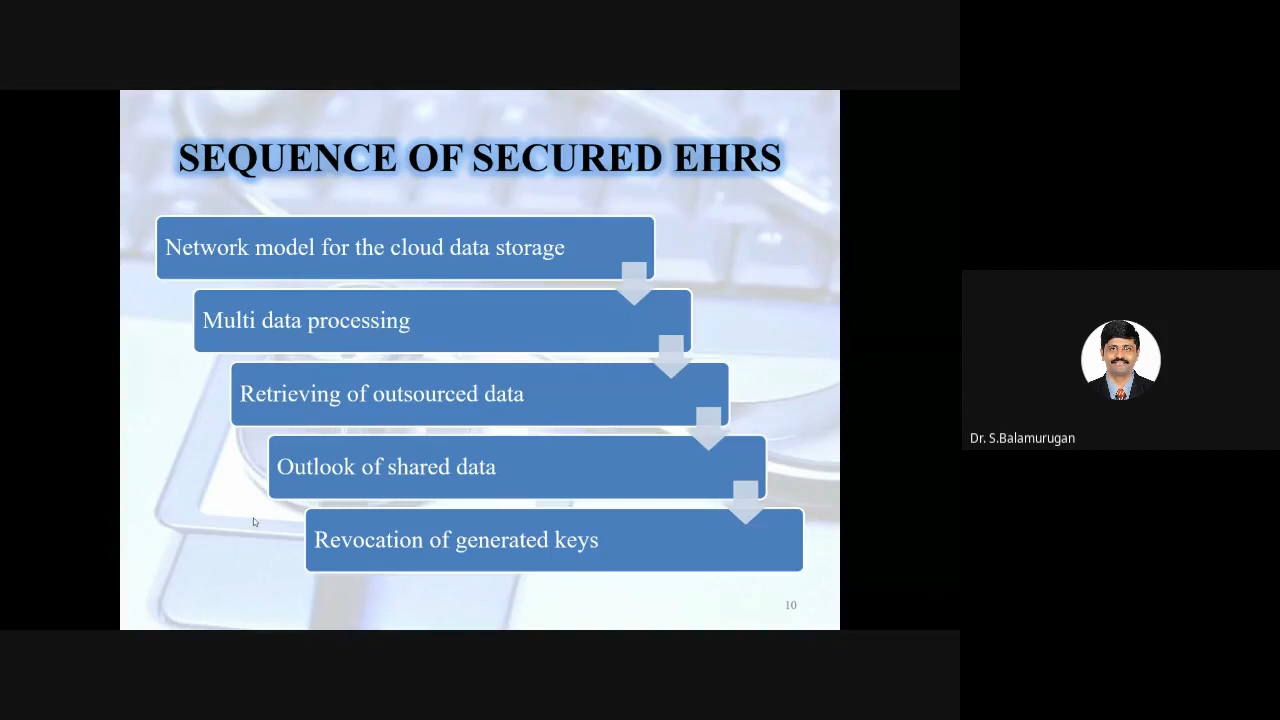 SEQUENCE OF SECURED EHRS
Network model for the cloud data storage
Multi data processing
Retrieving of outsourced data
Outlook of shared data
Revocation of generated keys
10
Dr. S.Balamurugan